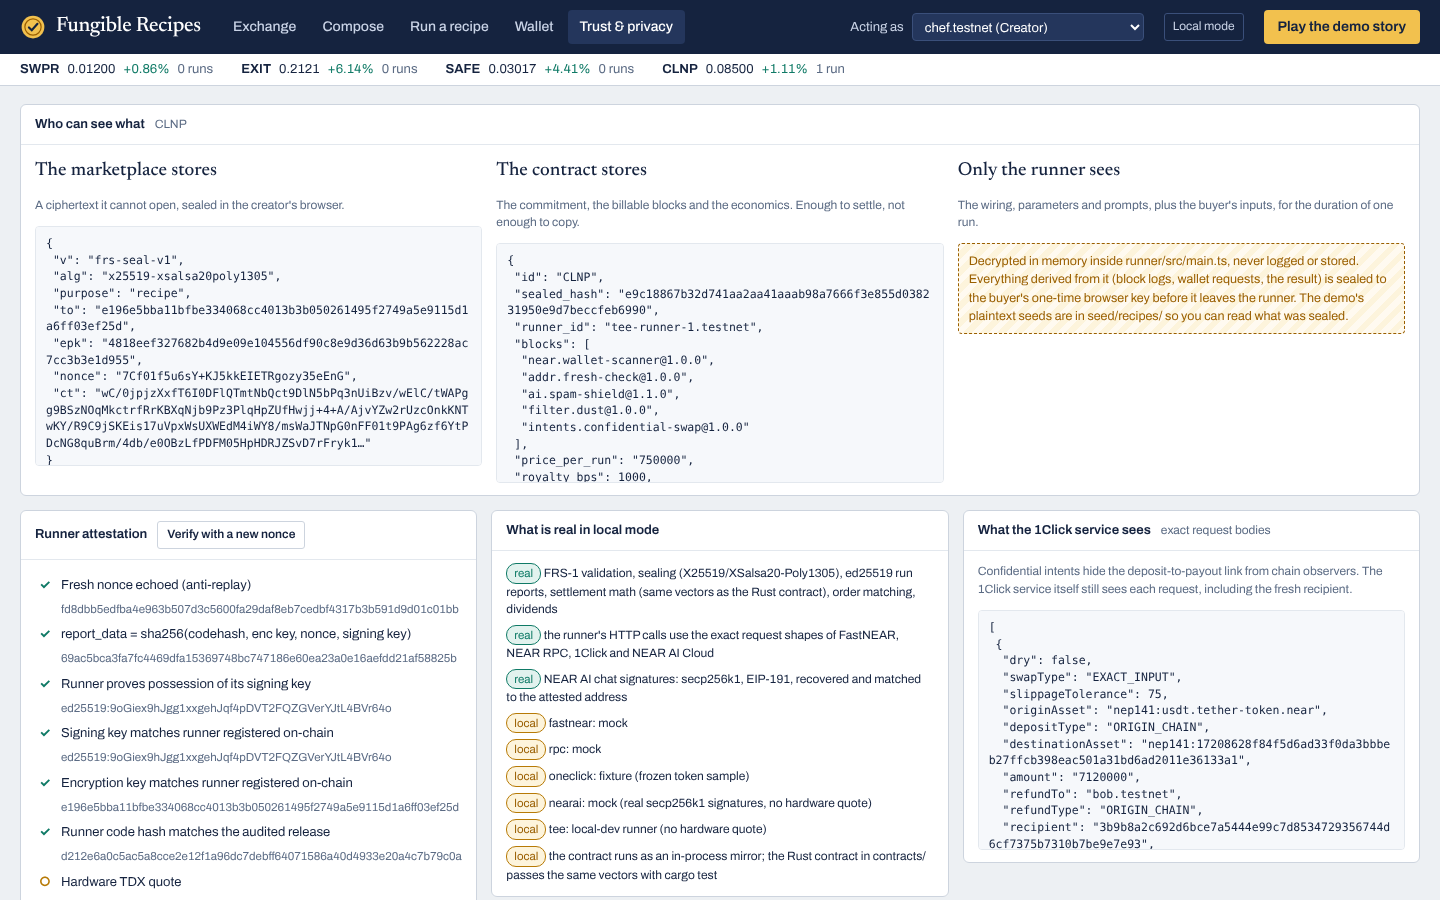 Fungible Recipes
Exchange
Compose
Run a recipe
Wallet
Trust & privacy
Acting as
chef.testnet (Creator)
Local mode
Play the demo story
SWPR 0.01200 +0.86% 0 runs
EXIT 0.2121 +6.14% 0 runs
SAFE 0.03017 +4.41% 0 runs
CLNP 0.08500 +1.11% 1 run
Who can see what CLNP
The marketplace stores
A ciphertext it cannot open, sealed in the creator's browser.
{
"v": "frs-seal-v1",
"alg": "x25519-xsalsa20poly1305",
"purpose": "recipe",
"to": "e196e5bba11bfbe334068cc4013b3b050261495f2749a5e9115d1
a6ff03ef25d",
"epk": "4818eef327682b4d9e09e104556df90c8e9d36d63b9b562228ac
7cc3b3e1d955",
"nonce": "7Cf01f5u6sY+KJ5kkEIETRgozy35eEnG",
"ct": "wC/0jpjzXxfT6I0DFlQTmtNbQct9DlN5bPq3nUiBzv/wElC/tWAPg
g9BSzNOqMkctrfRrKBXqNjb9Pz3PlqHpZUfHwjj+4+A/AjvYZw2rUzcOnkKNT
wKY/R9C9jSKEis17uVpxWsUXWEdM4iWY8/msWaJTNpG0nFF01t9PAg6zf6YtP
DcNG8quBrm/4db/e0OBzLfPDFM05HpHDRJZSvD7rFryk1…"
}
The contract stores
The commitment, the billable blocks and the economics. Enough to settle, not
enough to copy.
{
"id": "CLNP",
"sealed_hash": "e9c18867b32d741aa2aa41aaab98a7666f3e855d0382
31950e9d7beccfeb6990",
"runner_id": "tee-runner-1.testnet",
"blocks": [
"near.wallet-scanner@1.0.0",
"addr.fresh-check@1.0.0",
"ai.spam-shield@1.1.0",
"filter.dust@1.0.0",
"intents.confidential-swap@1.0.0"
],
"price_per_run": "750000",
"royalty_bps": 1000,
Only the runner sees
The wiring, parameters and prompts, plus the buyer's inputs, for the duration of one
run.
Decrypted in memory inside runner/src/main.ts, never logged or stored.
Everything derived from it (block logs, wallet requests, the result) is sealed to
the buyer's one-time browser key before it leaves the runner. The demo's
plaintext seeds are in seed/recipes/ so you can read what was sealed.
Runner attestation
Verify with a new nonce
Fresh nonce echoed (anti-replay)
fd8dbb5edfba4e963b507d3c5600fa29daf8eb7cedbf4317b3b591d9d01c01bb
report_data = sha256(codehash, enc key, nonce, signing key)
69ac5bca3fa7fc4469dfa15369748bc747186e60ea23a0e16aefdd21af58825b
Runner proves possession of its signing key
ed25519:9oGiex9hJgg1xxgehJqf4pDVT2FQZGVerYJtL4BVr64o
Signing key matches runner registered on-chain
ed25519:9oGiex9hJgg1xxgehJqf4pDVT2FQZGVerYJtL4BVr64o
Encryption key matches runner registered on-chain
e196e5bba11bfbe334068cc4013b3b050261495f2749a5e9115d1a6ff03ef25d
Runner code hash matches the audited release
d212e6a0c5ac5a8cce2e12f1a96dc7debff64071586a40d4933e20a4c7b79c0a
Hardware TDX quote
What is real in local mode
real FRS-1 validation, sealing (X25519/XSalsa20-Poly1305), ed25519 run
reports, settlement math (same vectors as the Rust contract), order matching,
dividends
real the runner's HTTP calls use the exact request shapes of FastNEAR,
NEAR RPC, 1Click and NEAR AI Cloud
real NEAR AI chat signatures: secp256k1, EIP-191, recovered and matched
to the attested address
local fastnear: mock
local rpc: mock
local oneclick: fixture (frozen token sample)
local nearai: mock (real secp256k1 signatures, no hardware quote)
local tee: local-dev runner (no hardware quote)
local the contract runs as an in-process mirror; the Rust contract in contracts/
passes the same vectors with cargo test
What the 1Click service sees exact request bodies
Confidential intents hide the deposit-to-payout link from chain observers. The
1Click service itself still sees each request, including the fresh recipient.
[
{
"dry": false,
"swapType": "EXACT_INPUT",
"slippageTolerance": 75,
"originAsset": "nep141:usdt.tether-token.near",
"depositType": "ORIGIN_CHAIN",
"destinationAsset": "nep141:17208628f84f5d6ad33f0da3bbbe
b27ffcb398eac501a31bd6ad2011e36133a1",
"amount": "7120000",
"refundTo": "bob.testnet",
"refundType": "ORIGIN_CHAIN",
"recipient": "3b9b8a2c692d6bce7a5444e99c7d8534729356744d
6cf7375b7310b7be9e7e93",